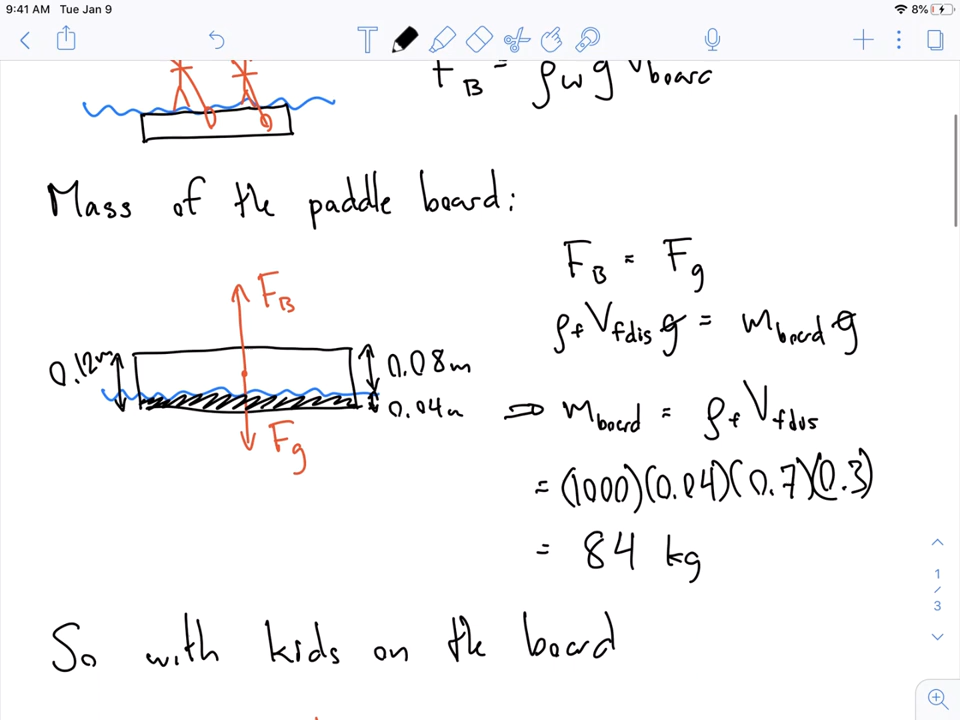 9:41 AM Tue Jan 9
8%
F_B = ρ_w g V_board
Mass of the paddle board:
F_B = F_g
F_B
ρ_f V_fdis g = m_board g
0.12m
0.08m
0.04m
⇒ m_board = ρ_f V_fdis
F_g
= (1000)(0.04)(0.7)(0.3)
= 84 kg
1
/
3
So with kids on the board